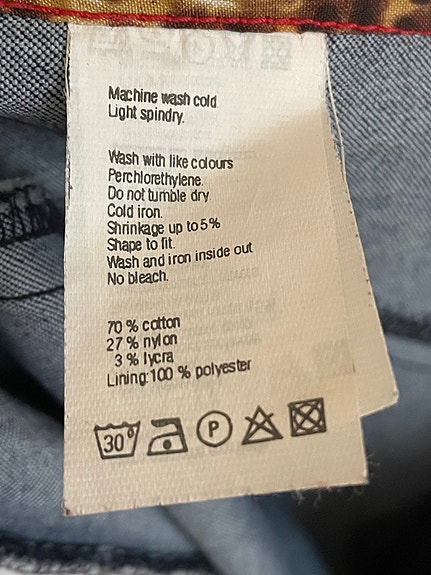 Machine wash cold
Light spindry.
Wash with like colours
Perchlorethylene.
Do not tumble dry.
Cold iron.
Shrinkage up to 5%
Shape to fit.
Wash and iron inside out
No bleach.
70 % cotton
27 % nylon
3 % lycra
Lining:100 % polyester
30° P